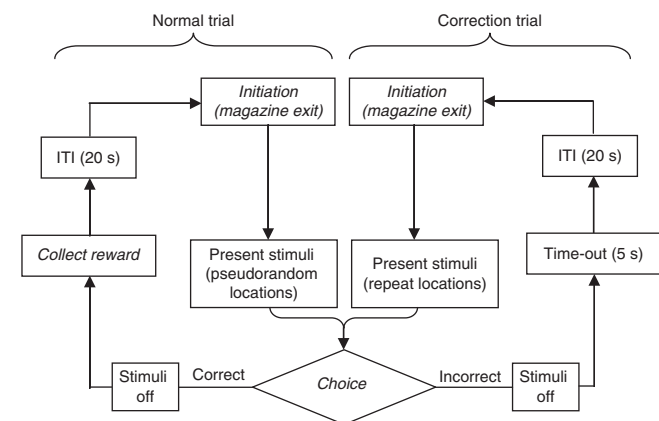 Normal trial
Correction trial
Initiation
(magazine exit)
Initiation
(magazine exit)
ITI (20 s)
ITI (20 s)
Collect reward
Present stimuli
(pseudorandom
locations)
Present stimuli
(repeat locations)
Time-out (5 s)
Stimuli
off
Correct
Choice
Incorrect
Stimuli
off